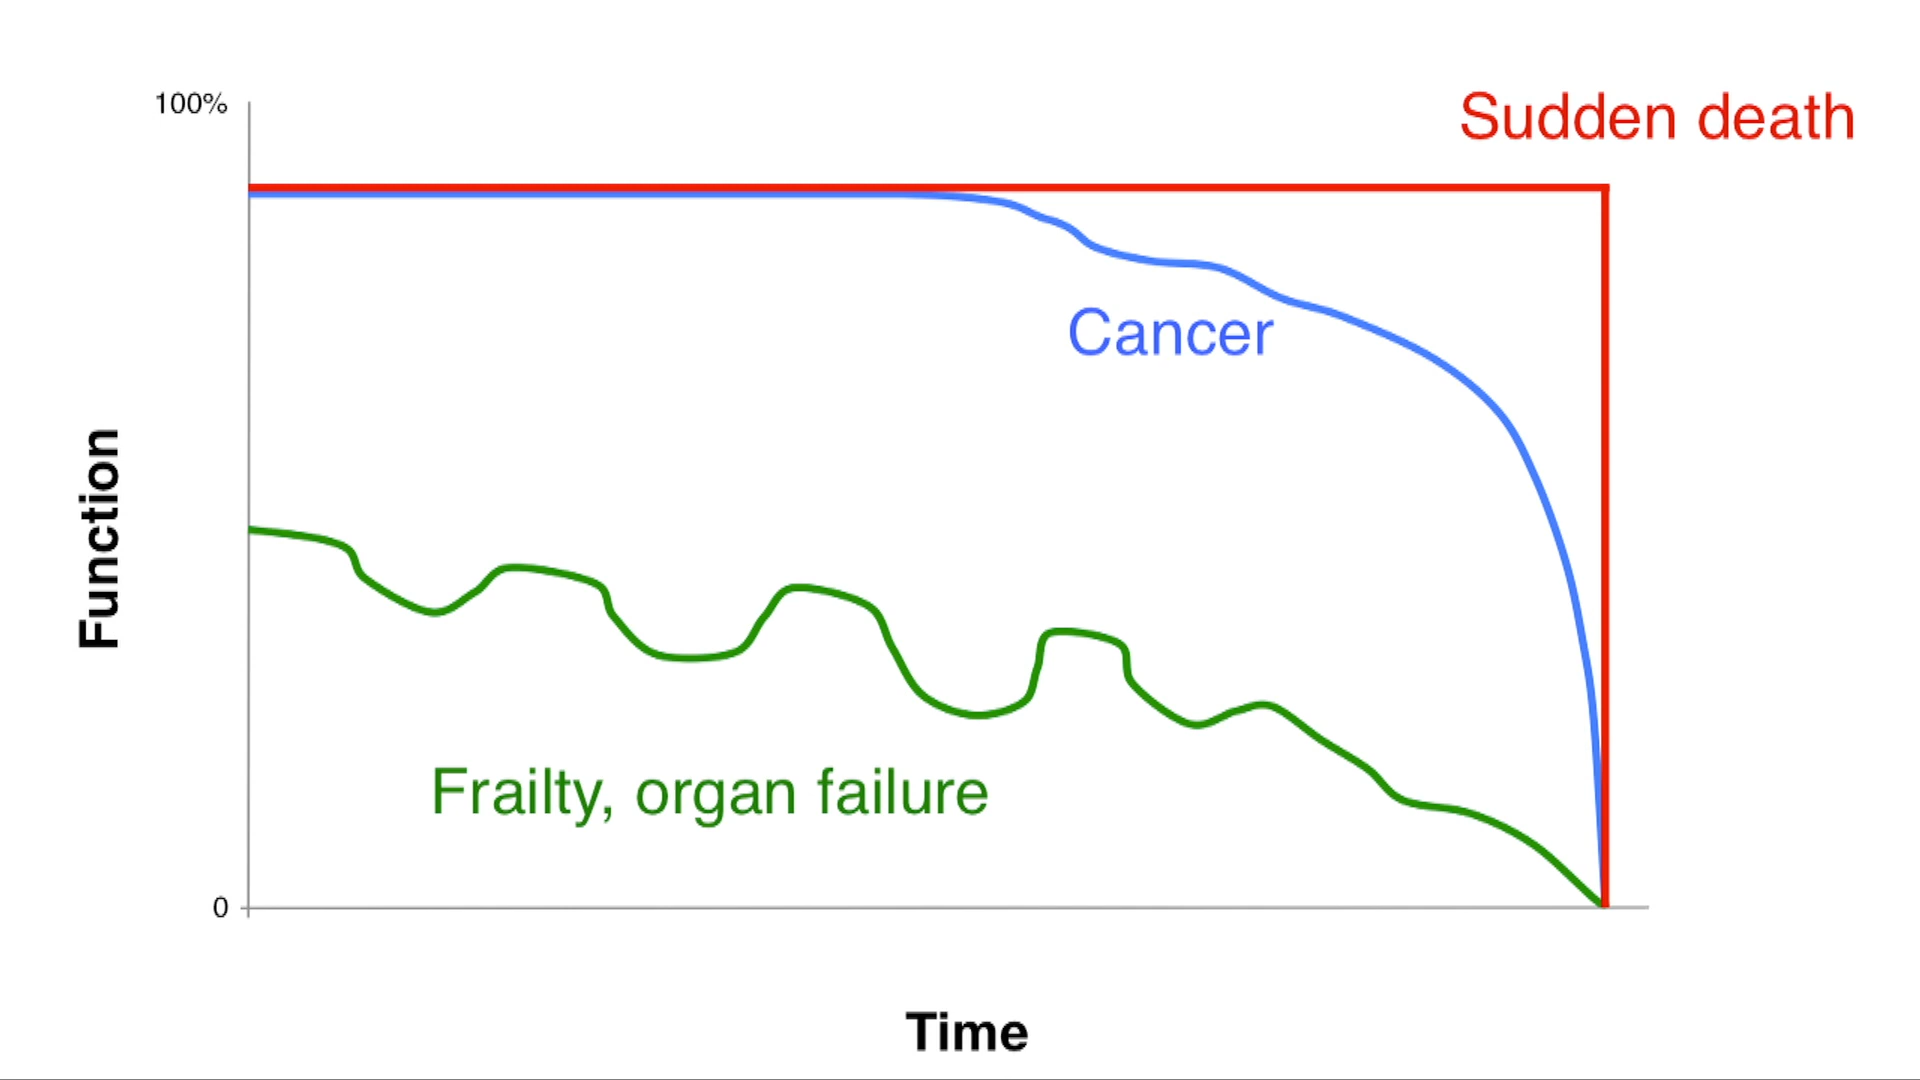 100%
Sudden death
Cancer
Function
Frailty, organ failure
0
Time